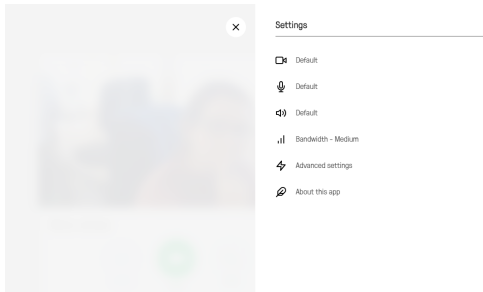 Settings
Default
Default
Default
Bandwidth - Medium
Advanced settings
About this app